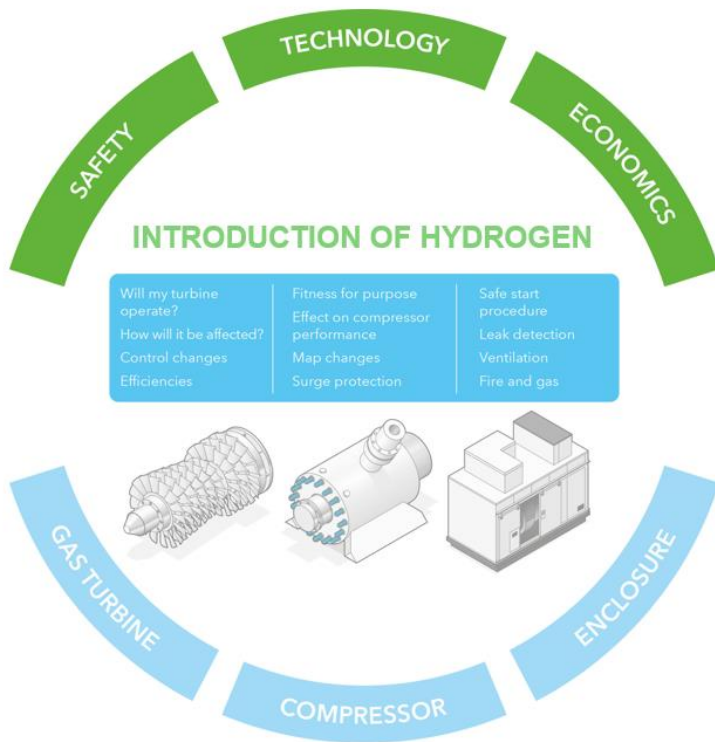 TECHNOLOGY
SAFETY
ECONOMICS
INTRODUCTION OF HYDROGEN
Will my turbine
operate?
How will it be affected?
Control changes
Efficiencies
Fitness for purpose
Effect on compressor
performance
Map changes
Surge protection
Safe start
procedure
Leak detection
Ventilation
Fire and gas
GAS TURBINE
COMPRESSOR
ENCLOSURE